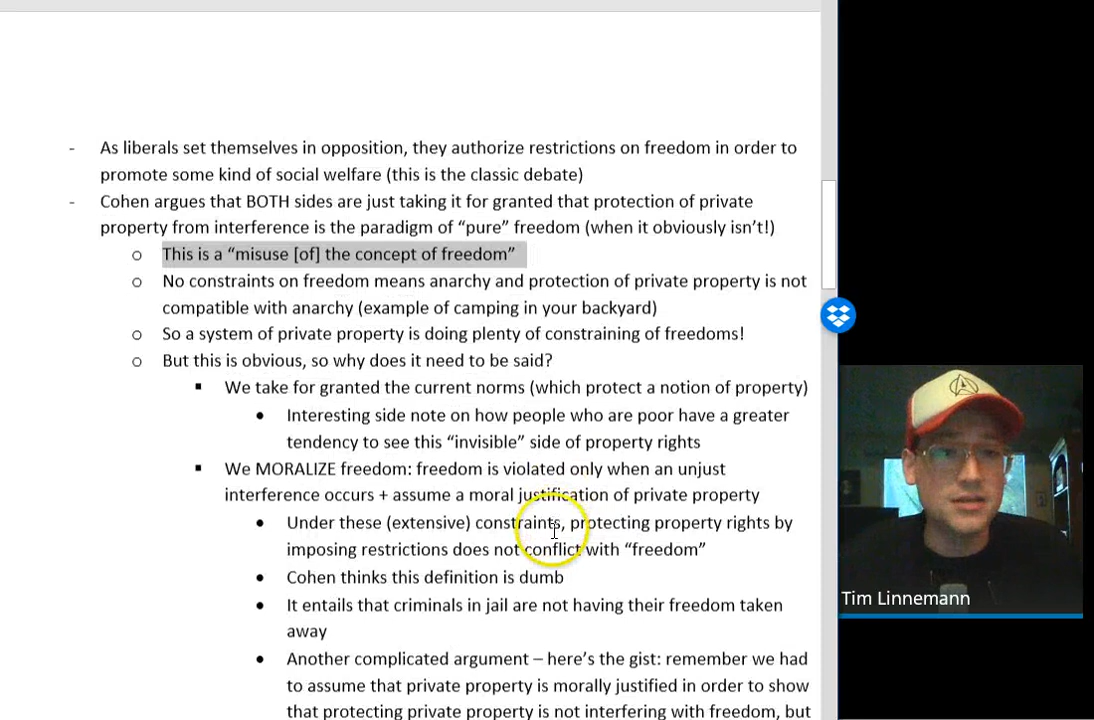 - As liberals set themselves in opposition, they authorize restrictions on freedom in order to
promote some kind of social welfare (this is the classic debate)
- Cohen argues that BOTH sides are just taking it for granted that protection of private
property from interference is the paradigm of “pure” freedom (when it obviously isn’t!)
o This is a “misuse [of] the concept of freedom”
o No constraints on freedom means anarchy and protection of private property is not
compatible with anarchy (example of camping in your backyard)
o So a system of private property is doing plenty of constraining of freedoms!
o But this is obvious, so why does it need to be said?
▪ We take for granted the current norms (which protect a notion of property)
• Interesting side note on how people who are poor have a greater
tendency to see this “invisible” side of property rights
▪ We MORALIZE freedom: freedom is violated only when an unjust
interference occurs + assume a moral justification of private property
• Under these (extensive) constraints, protecting property rights by
imposing restrictions does not conflict with “freedom”
• Cohen thinks this definition is dumb
• It entails that criminals in jail are not having their freedom taken
away
• Another complicated argument – here’s the gist: remember we had
to assume that private property is morally justified in order to show
that protecting private property is not interfering with freedom, but
Tim Linnemann